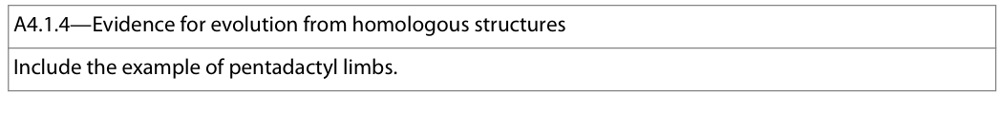 A4.1.4—Evidence for evolution from homologous structures
Include the example of pentadactyl limbs.